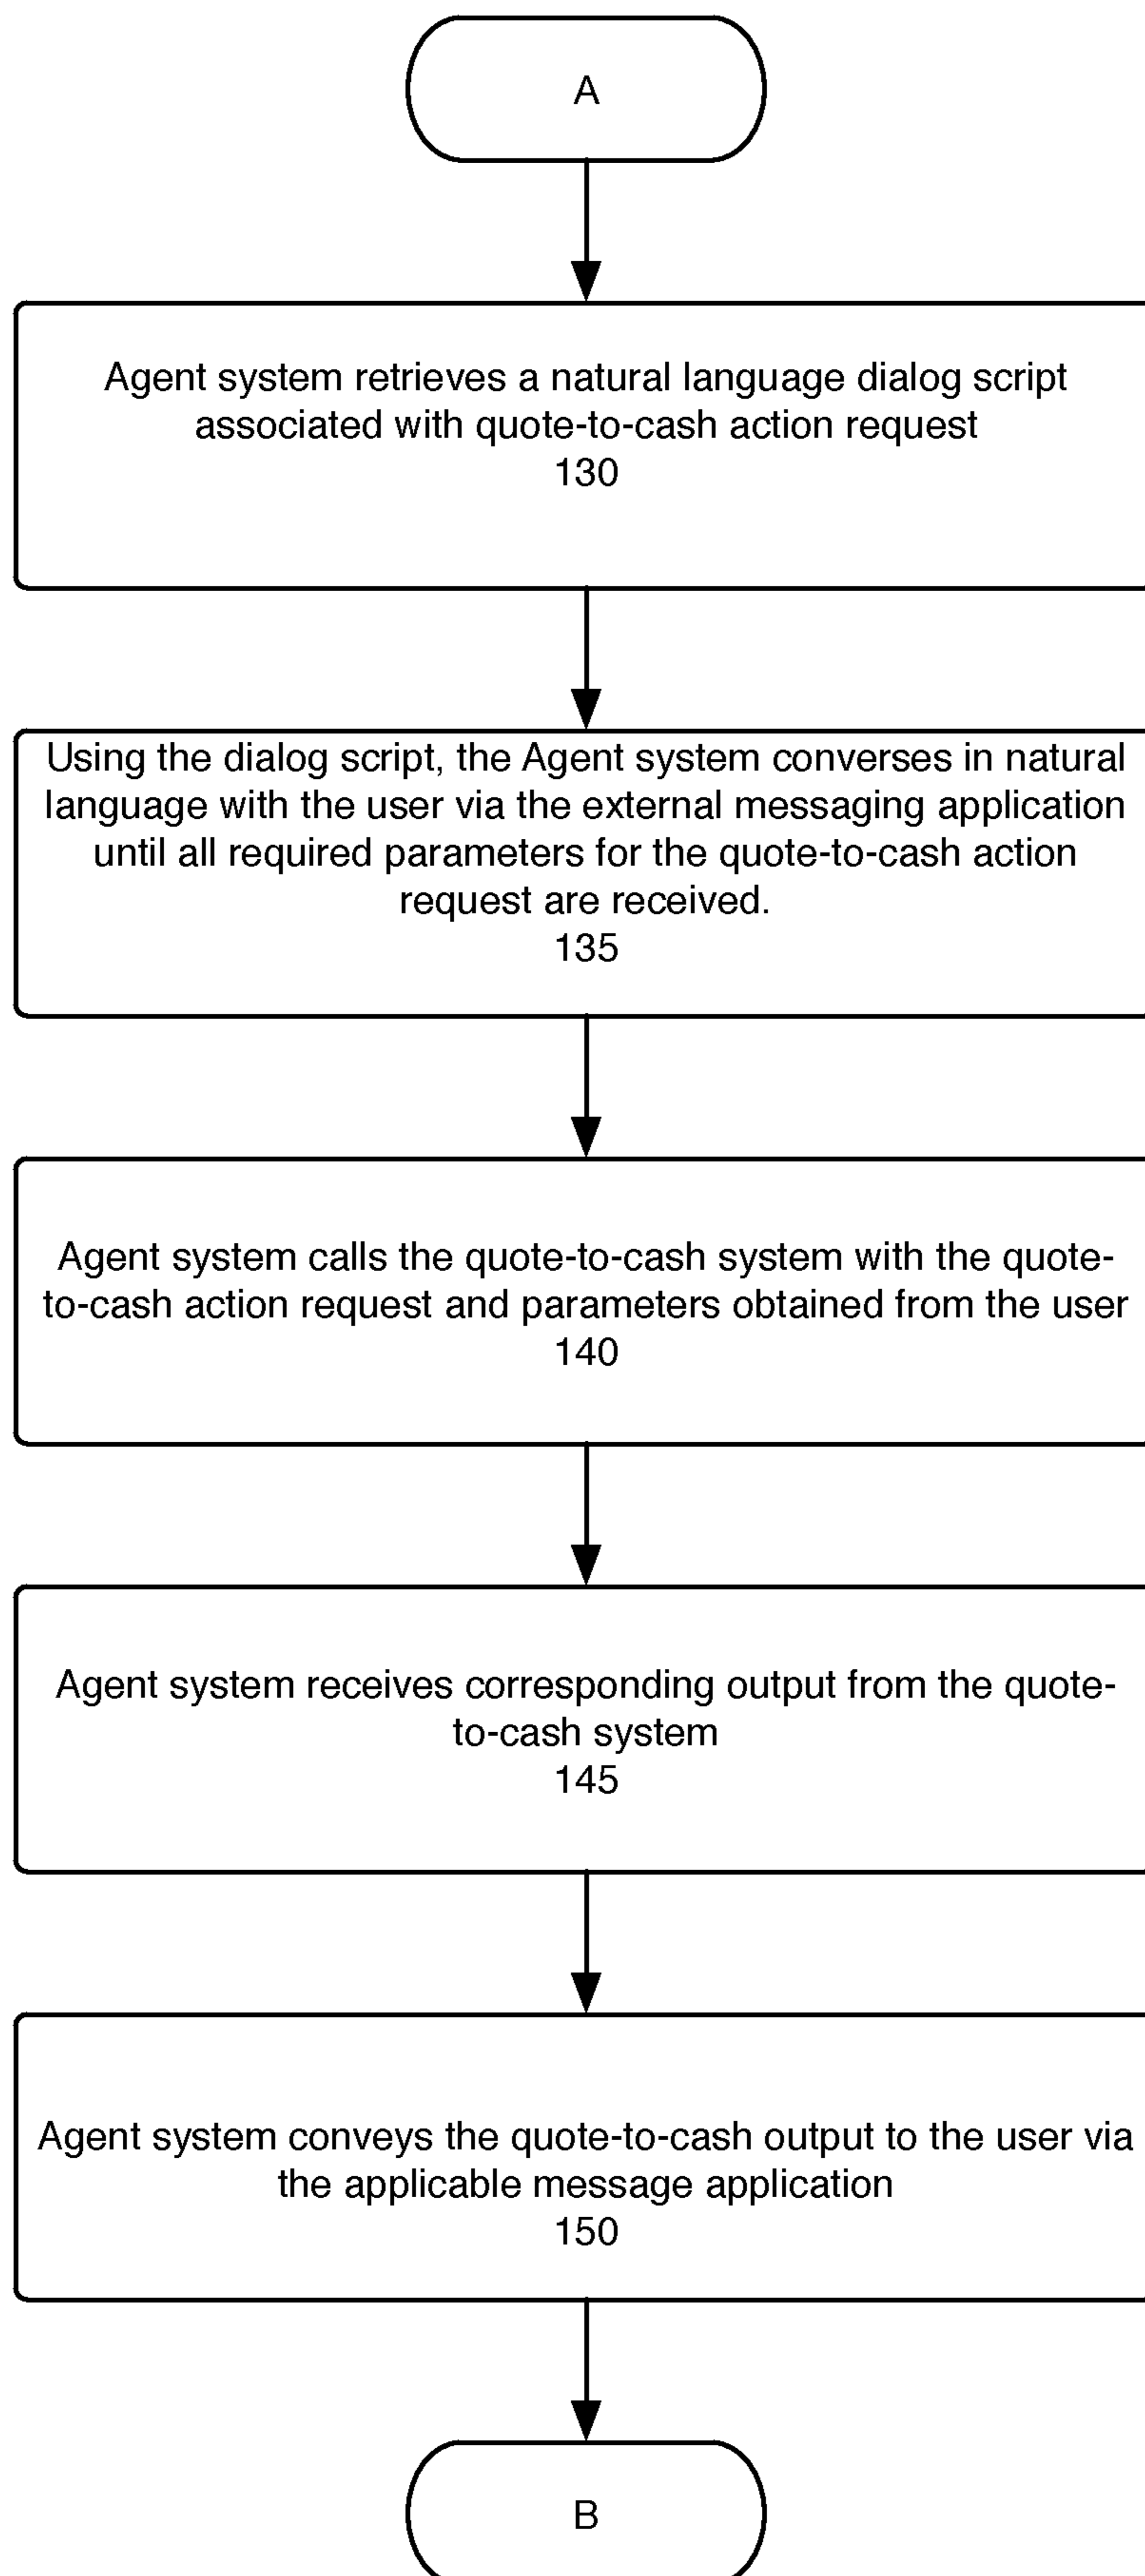 A
Agent system retrieves a natural language dialog script
associated with quote-to-cash action request
130
Using the dialog script, the Agent system converses in natural
language with the user via the external messaging application
until all required parameters for the quote-to-cash action
request are received.
135
Agent system calls the quote-to-cash system with the quote-
to-cash action request and parameters obtained from the user
140
Agent system receives corresponding output from the quote-
to-cash system
145
Agent system conveys the quote-to-cash output to the user via
the applicable message application
150
B